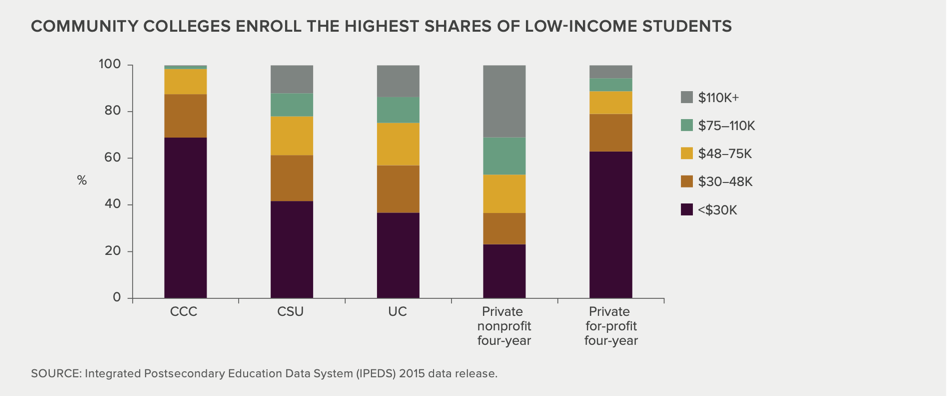 COMMUNITY COLLEGES ENROLL THE HIGHEST SHARES OF LOW-INCOME STUDENTS
100
80
60
%
40
20
0
CCC
CSU
UC
Private
nonprofit
four-year
Private
for-profit
four-year
$110K+
$75–110K
$48–75K
$30–48K
<$30K
SOURCE: Integrated Postsecondary Education Data System (IPEDS) 2015 data release.